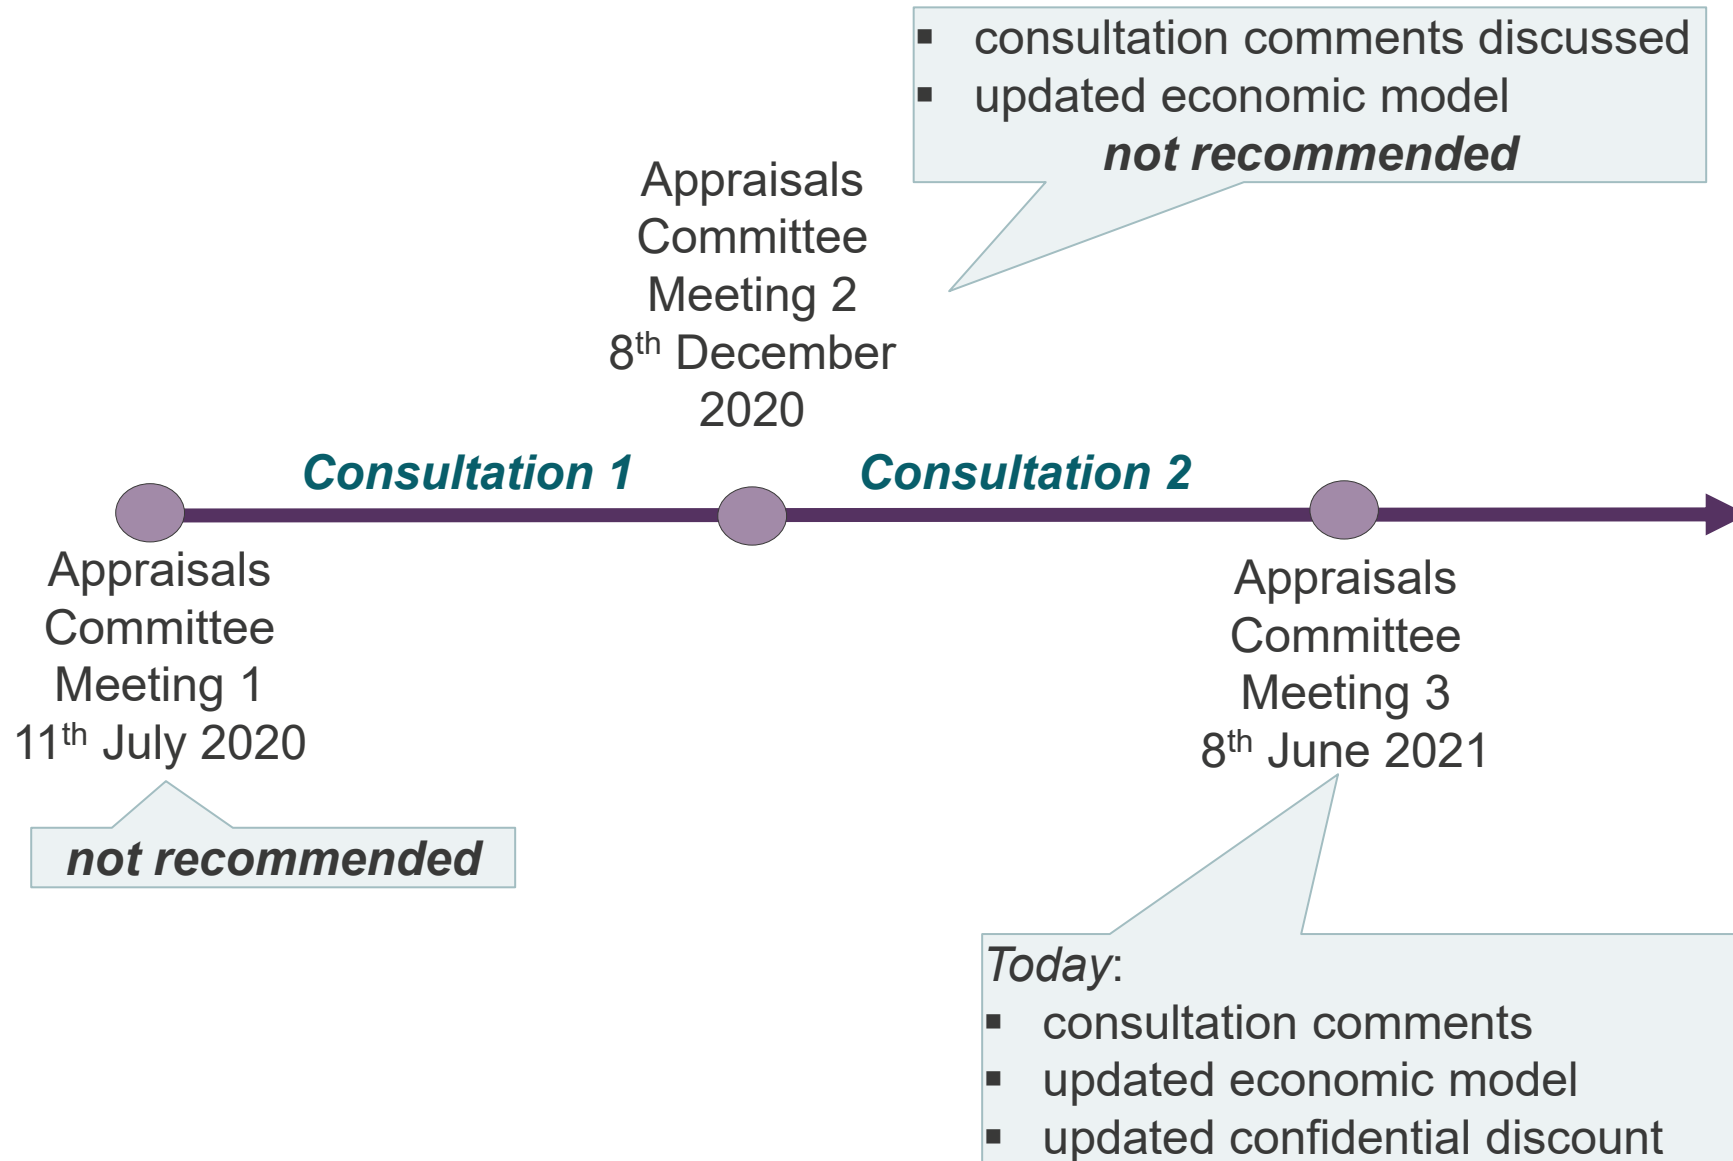 ▪ consultation comments discussed
▪ updated economic model
not recommended
Appraisals
Committee
Meeting 2
8th December
2020
Consultation 1
Consultation 2
Appraisals
Committee
Meeting 1
11th July 2020
not recommended
Appraisals
Committee
Meeting 3
8th June 2021
Today:
▪ consultation comments
▪ updated economic model
▪ updated confidential discount